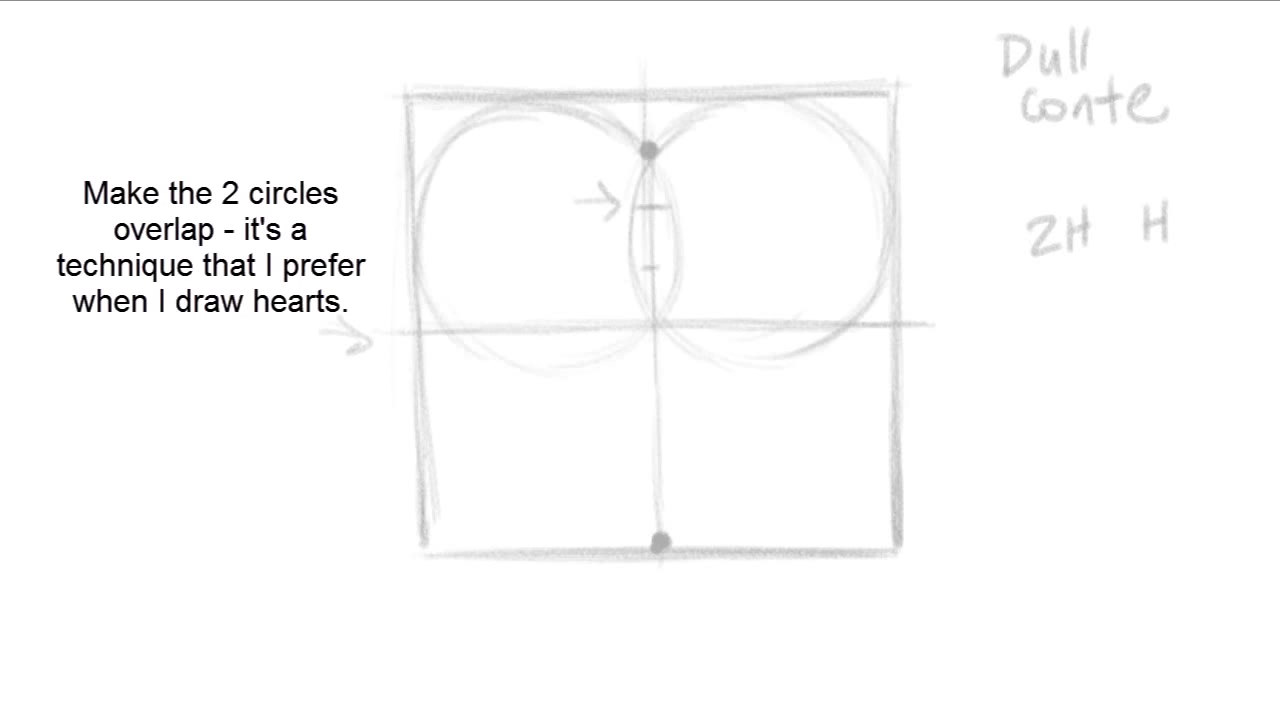 Dull
conte
Make the 2 circles
overlap - it's a
technique that I prefer
when I draw hearts.
2H H